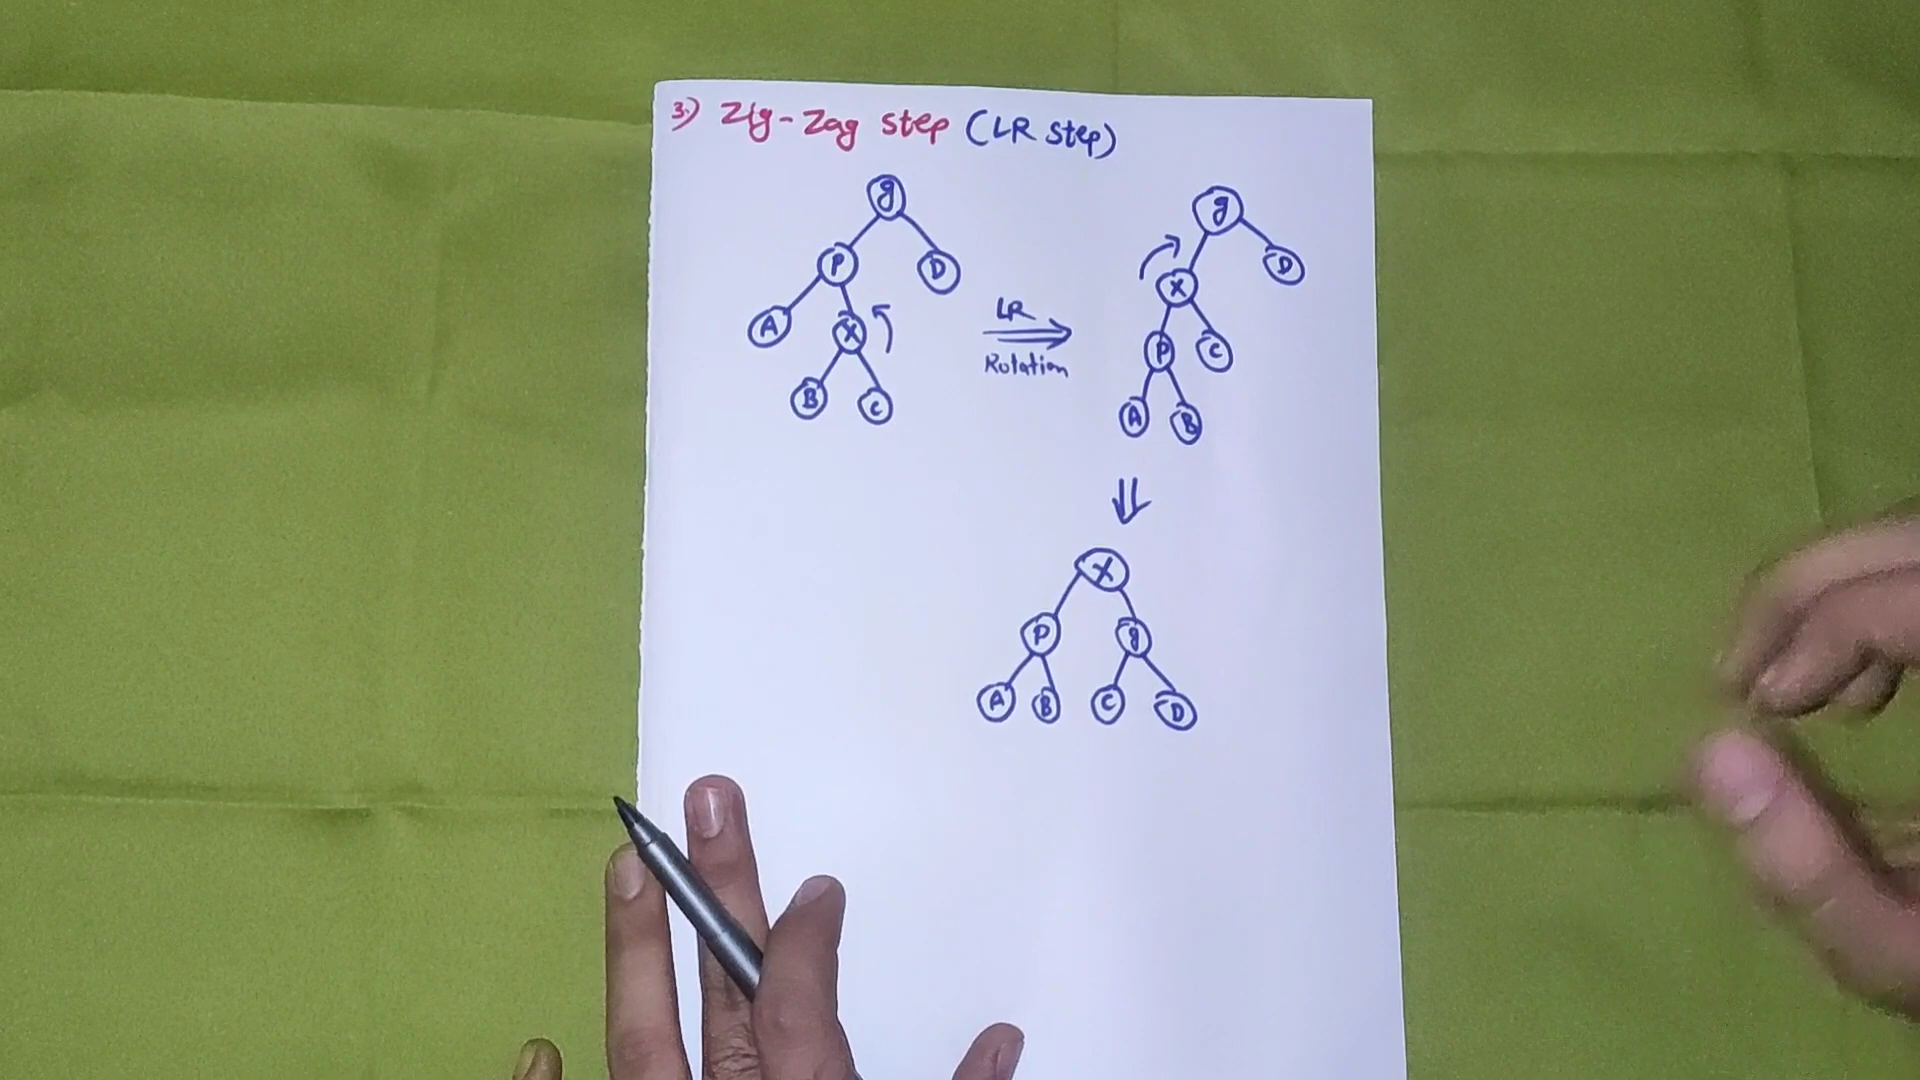 3.) Zig-Zag step (LR step)
g
P D
A X
B C
LR
Rotation
g
D
X
P C
A B
X
P g
A B C D